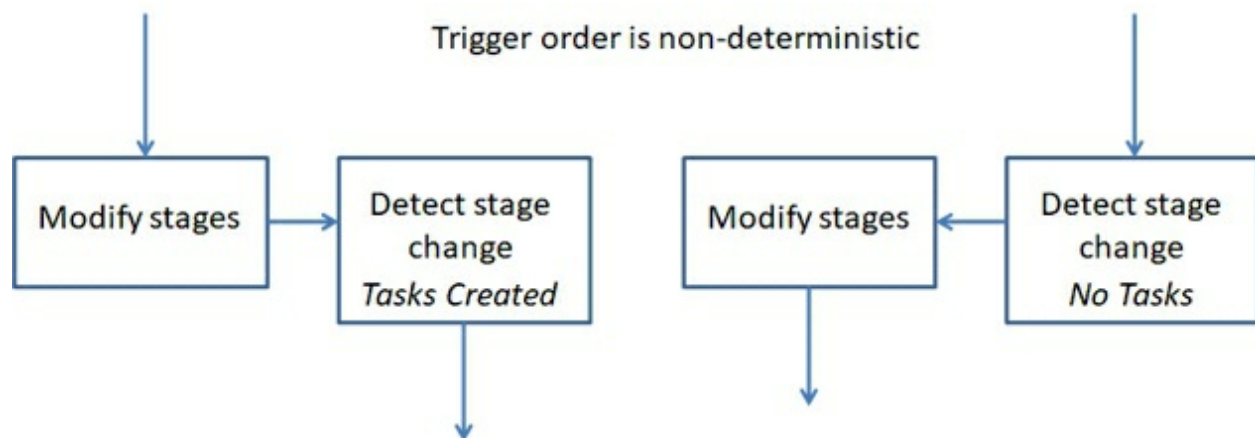 Trigger order is non-deterministic
Modify stages
Detect stage
change
Tasks Created
Modify stages
Detect stage
change
No Tasks